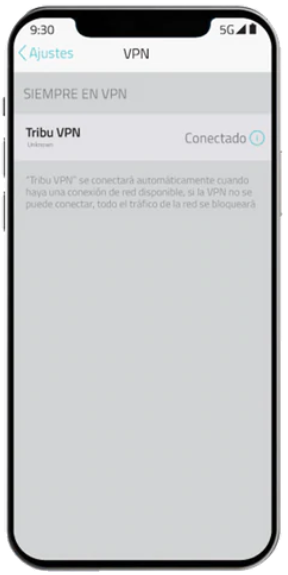 9:30 5G
Ajustes VPN
SIEMPRE EN VPN
Tribu VPN
Unknown
Conectado
"Tribu VPN" se conectará automáticamente cuando
haya una conexión de red disponible, si la VPN no se
puede conectar, todo el tráfico de la red se bloqueará